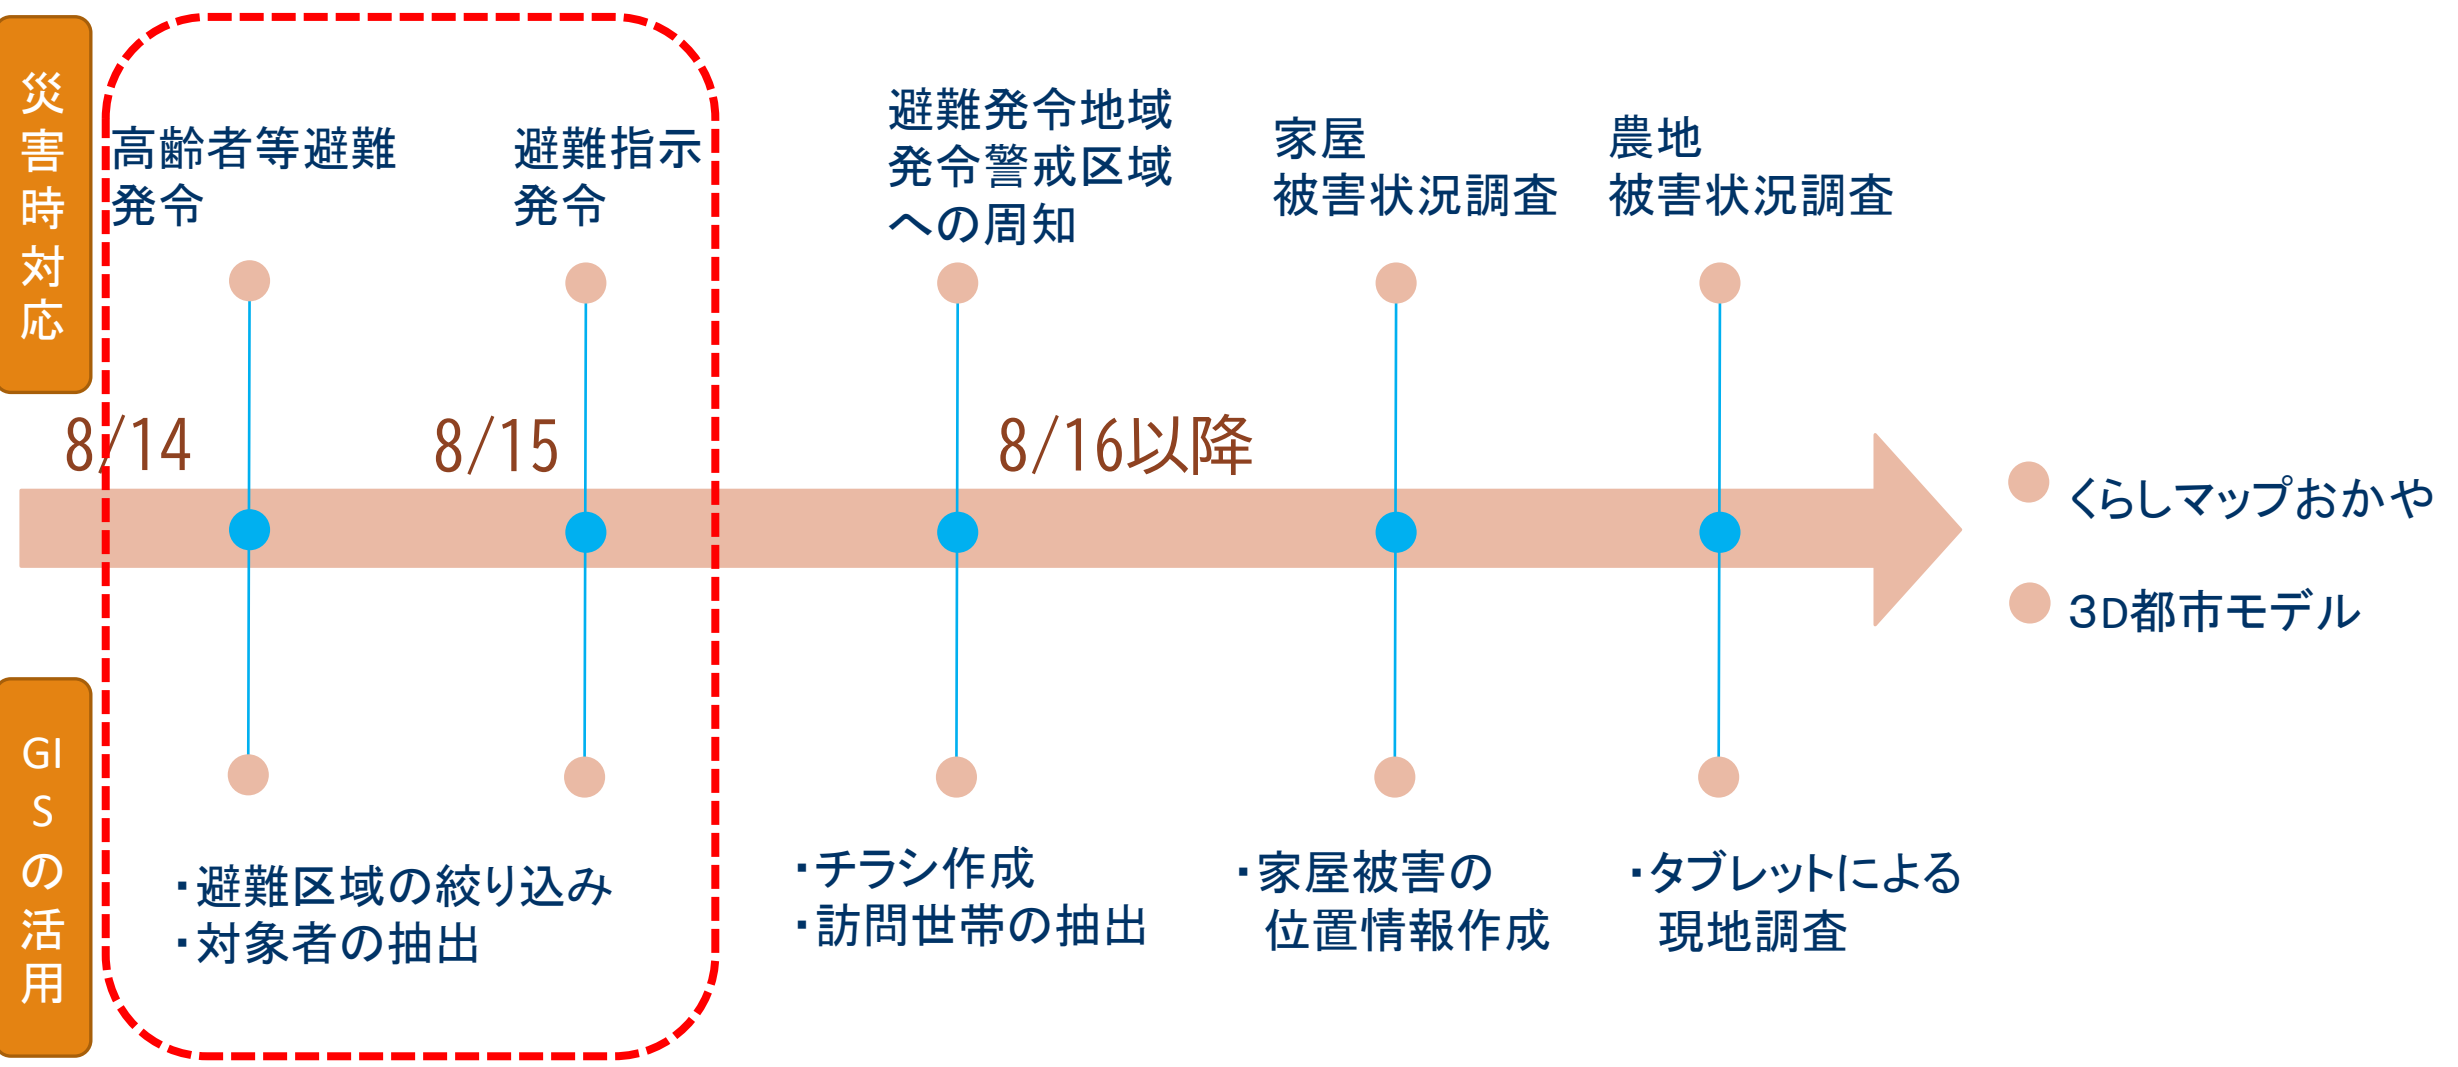 災害時対応
高齢者等避難
発令
避難指示
発令
避難発令地域
発令警戒区域
への周知
家屋
被害状況調査
農地
被害状況調査
8/14
8/15
8/16以降
くらしマップおかや
３D都市モデル
GISの活用
・避難区域の絞り込み
・対象者の抽出
・チラシ作成
・訪問世帯の抽出
・家屋被害の
位置情報作成
・タブレットによる
現地調査